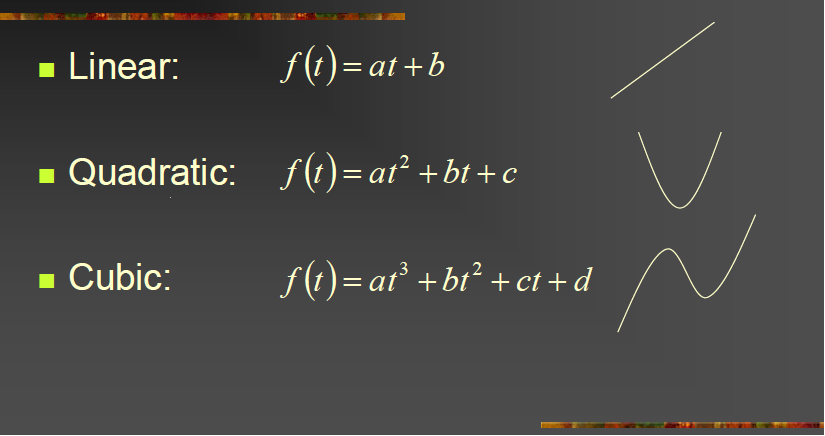 Linear: f(t) = at + b
Quadratic: f(t) = at² + bt + c
Cubic: f(t) = at³ + bt² + ct + d